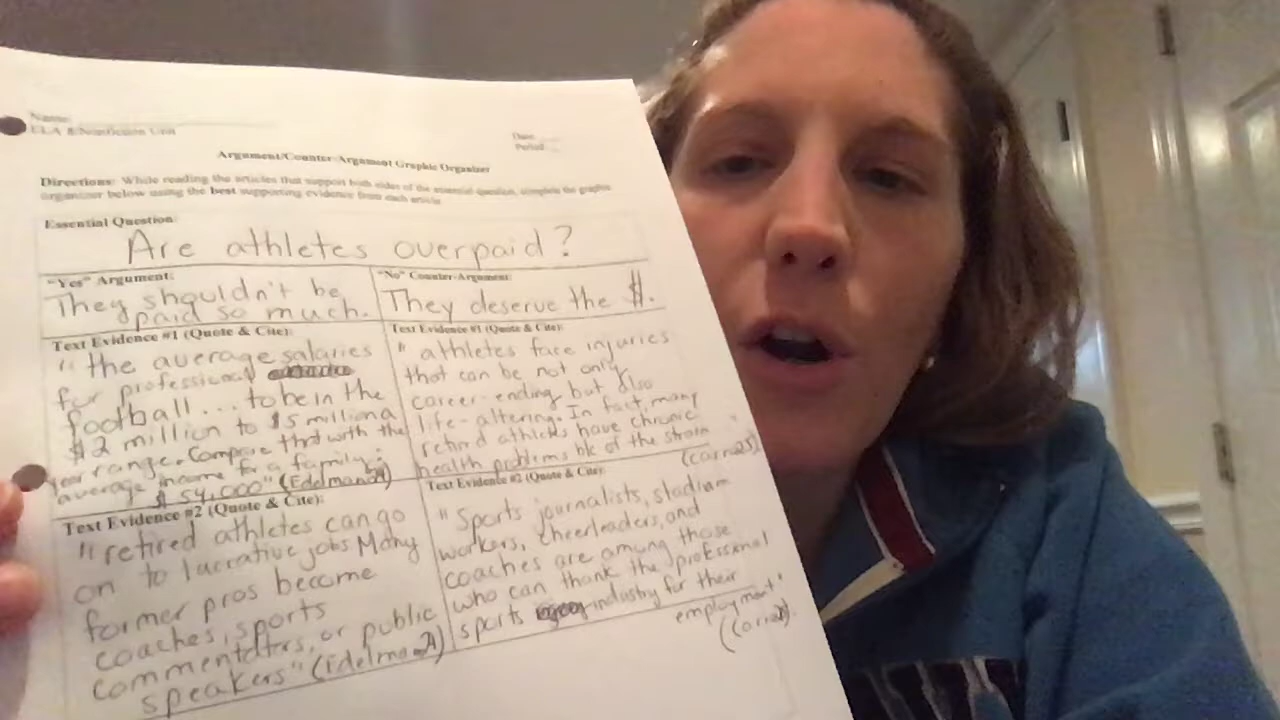 Name:
ELA 8/Nonfiction Unit
Date
Period
Argument/Counter-Argument Graphic Organizer
Directions: While reading the articles that support both sides of the essential question, complete the graphic
organizer below using the best supporting evidence from each article.
Essential Question
Are athletes overpaid?
"Yes" Argument:
They shouldn't be
paid so much.
"No" Counter-Argument:
They deserve the $.
Text Evidence #1 (Quote & Cite):
"the average salaries
for professional
football... to be in the
$2 million to $5 million a
year range. Compare that with the
average income for a family:
$54,000" (Edelman 21)
Text Evidence #1 (Quote & Cite):
"athletes face injuries
that can be not only
career-ending but also
life-altering. In fact, many
retired athletes have chronic
health problems b/c of the strain"
Text Evidence #2 (Quote & Cite):
"retired athletes can go
on to lucrative jobs Many
former pros become
coaches, sports
commentators, or public
speakers" (Edelman 21)
Text Evidence #2 (Quote & Cite):
"Sports journalists, stadium
workers, cheerleaders, and
coaches are among those
who can thank the professional
sports industry for their
employment"